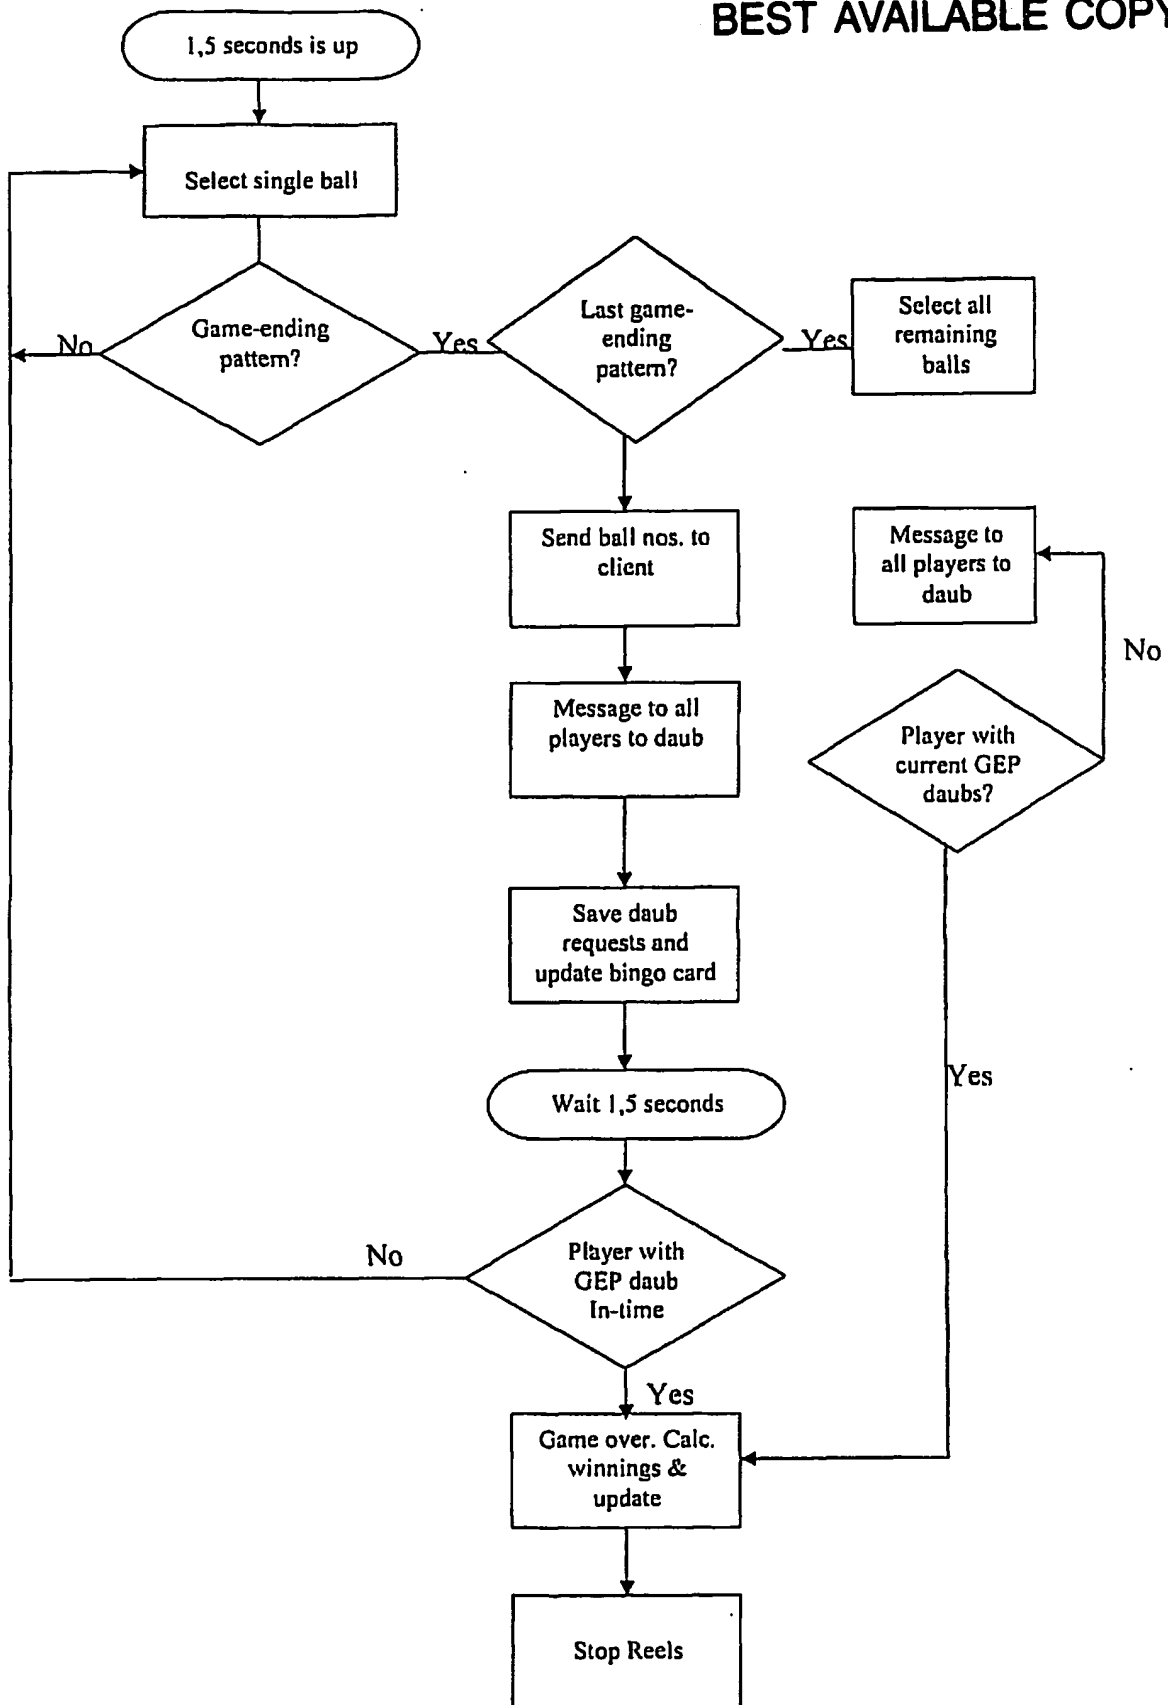 BEST AVAILABLE COPY
1,5 seconds is up
Select single ball
No
Game-ending
pattern?
Yes
Last game-
ending
pattern?
Yes
Select all
remaining
balls
Send ball nos. to
client
Message to
all players to
daub
No
Message to all
players to daub
Player with
current GEP
daubs?
Save daub
requests and
update bingo card
Yes
Wait 1,5 seconds
No
Player with
GEP daub
In-time
Yes
Game over. Calc.
winnings &
update
Stop Reels